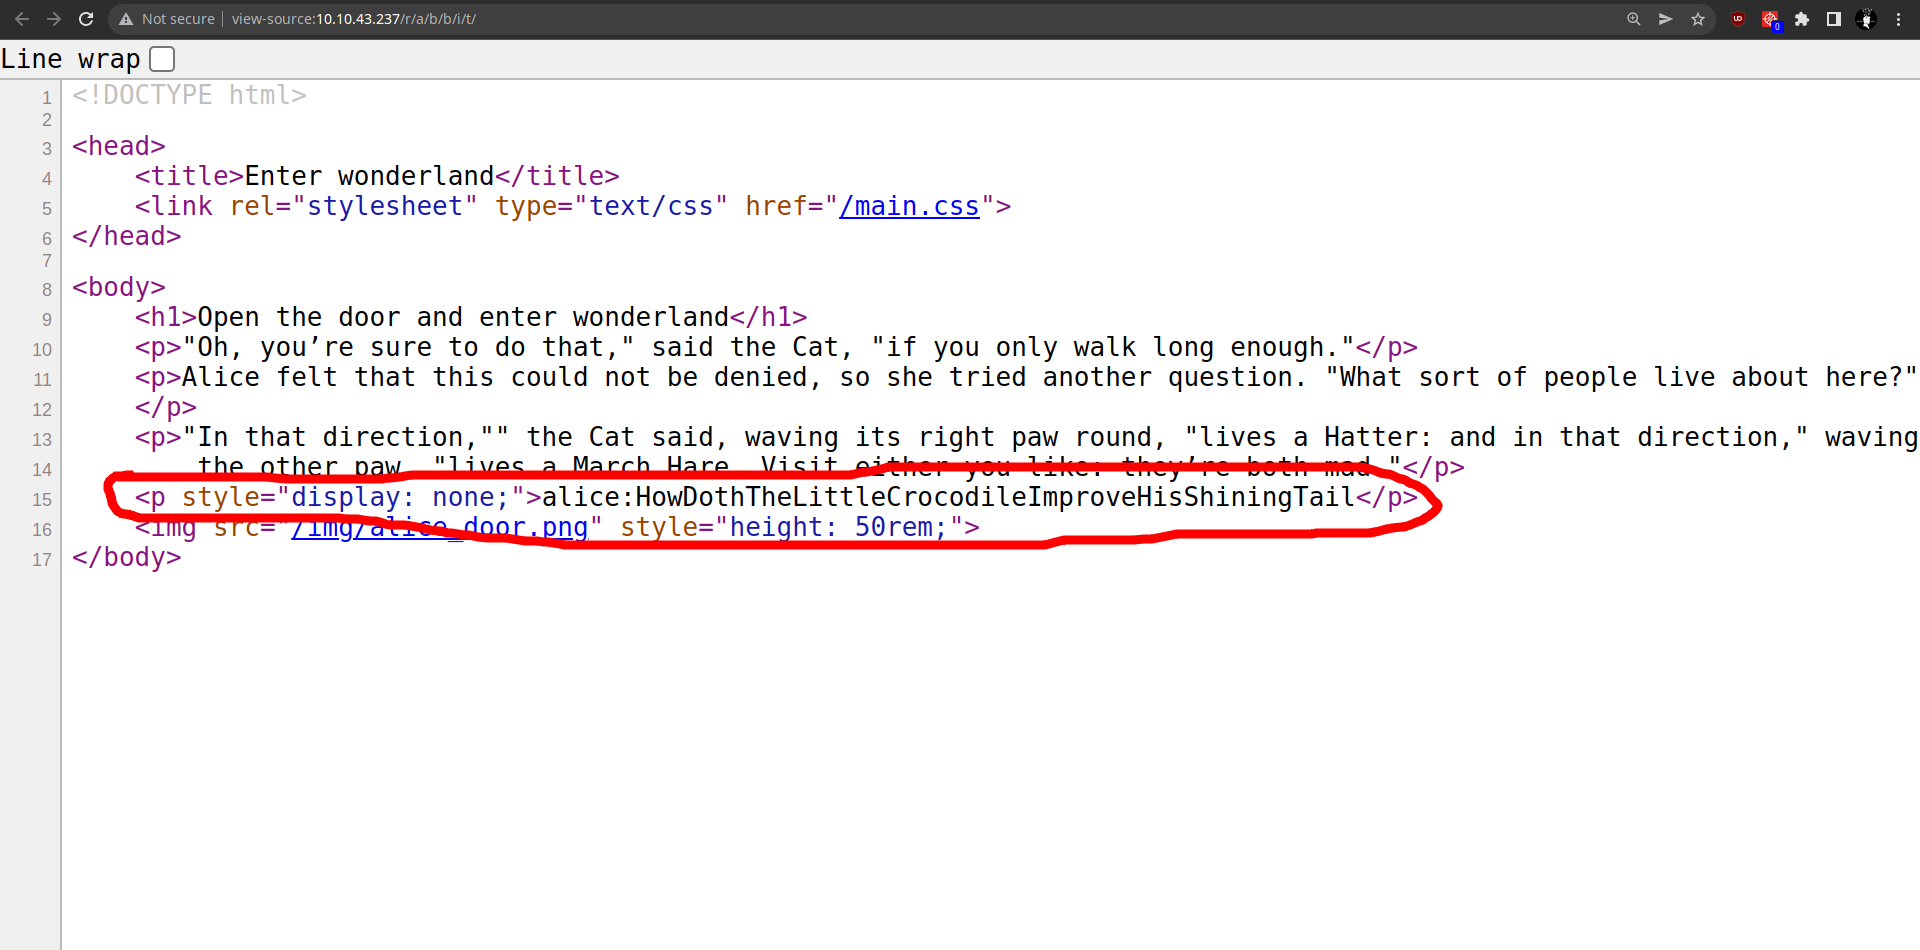 Not secure | view-source:10.10.43.237/r/a/b/b/i/t/
0
Line wrap
1 <!DOCTYPE html>
2
3 <head>
4 <title>Enter wonderland</title>
5 <link rel="stylesheet" type="text/css" href="/main.css">
6 </head>
7
8 <body>
9 <h1>Open the door and enter wonderland</h1>
10 <p>"Oh, you’re sure to do that," said the Cat, "if you only walk long enough."</p>
11 <p>Alice felt that this could not be denied, so she tried another question. "What sort of people live about here?"
12 </p>
13 <p>"In that direction,"" the Cat said, waving its right paw round, "lives a Hatter: and in that direction," waving
14 the other paw, "lives a March Hare. Visit either you like: they’re both mad."</p>
15 <p style="display: none;">alice:HowDothTheLittleCrocodileImproveHisShiningTail</p>
16 <img src="/img/alice_door.png" style="height: 50rem;">
17 </body>